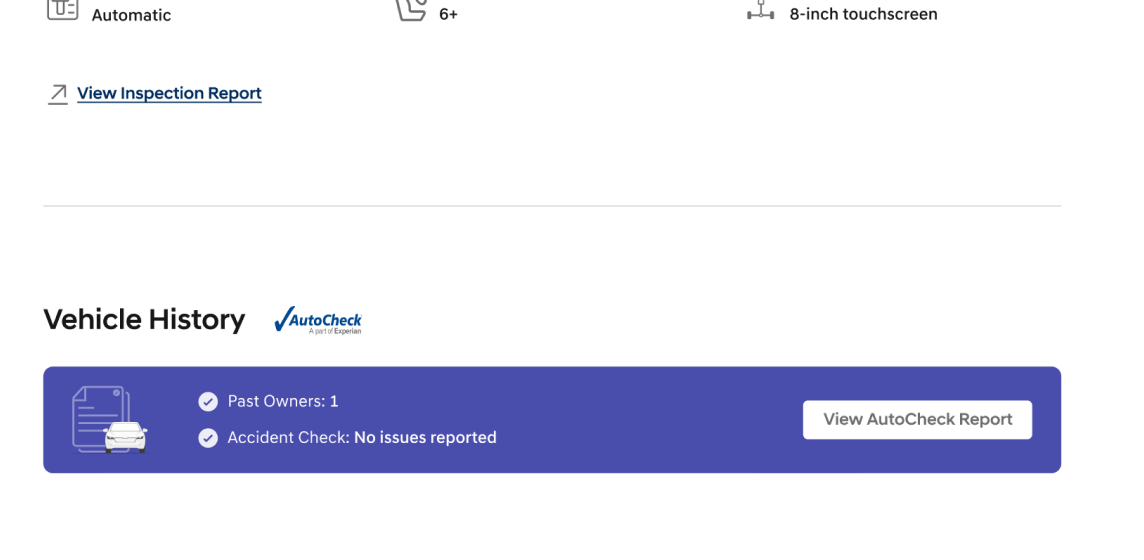 Automatic
6+
8-inch touchscreen
View Inspection Report
Vehicle History
AutoCheck
A part of Experian
Past Owners: 1
Accident Check: No issues reported
View AutoCheck Report